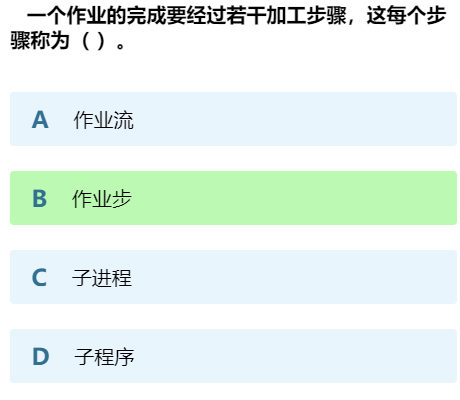 一个作业的完成要经过若干加工步骤，这每个步
骤称为（ ）。
A 作业流
B 作业步
C 子进程
D 子程序